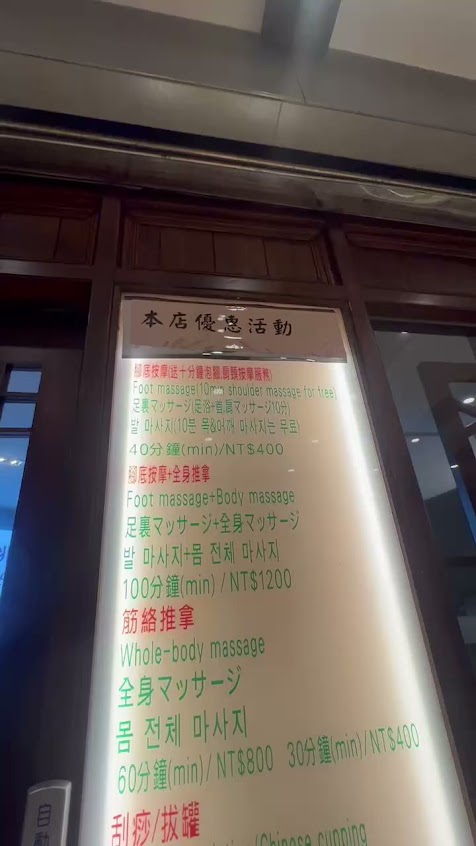 本店優惠活動
腳底按摩(送十分鐘泡腳,肩頸按摩服務)
Foot massage(10min shoulder massage for free)
足裏マッサージ(足浴+首,肩マッサージ10分)
발 마사지(10분 목&어깨 마사지는 무료)
40分鐘(min)/NT$400
腳底按摩+全身推拿
Foot massage+Body massage
足裏マッサージ+全身マッサージ
발 마사지+몸 전체 마사지
100分鐘(min) / NT$1200
筋絡推拿
Whole-body massage
全身マッサージ
몸 전체 마사지
60分鐘(min)/ NT$800 30分鐘(min)/NT$400
刮痧/拔罐
/Chinese cupping
自動